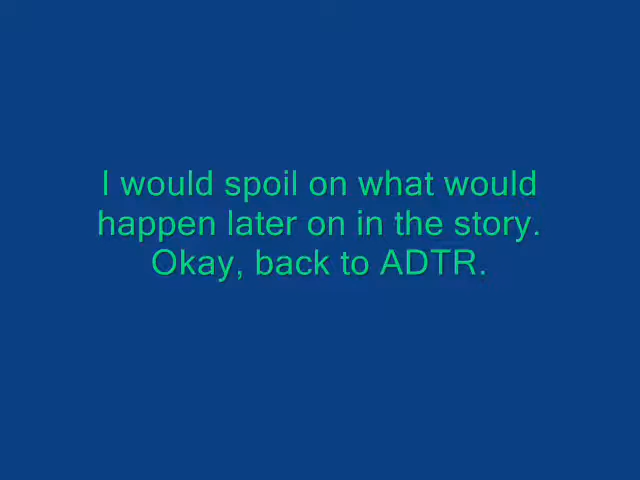 I would spoil on what would
happen later on in the story.
Okay, back to ADTR.